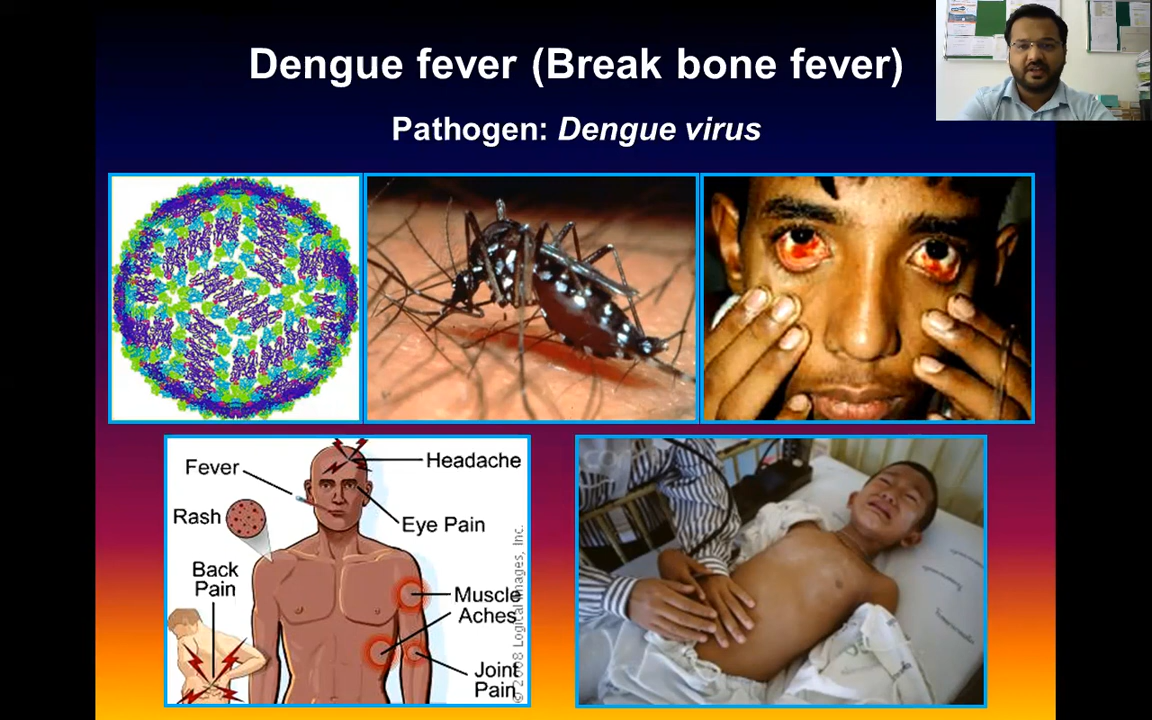 Dengue fever (Break bone fever)
Pathogen: Dengue virus
Fever
Headache
Rash
Eye Pain
Back
Pain
Muscle
Aches
Joint
Pain
© 2008 Logical Images, Inc.